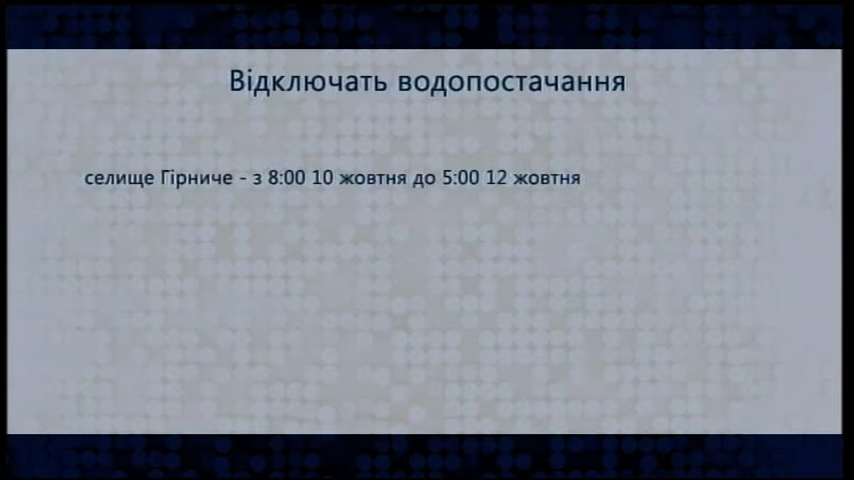 Відключать водопостачання
селище Гірниче - з 8:00 10 жовтня до 5:00 12 жовтня